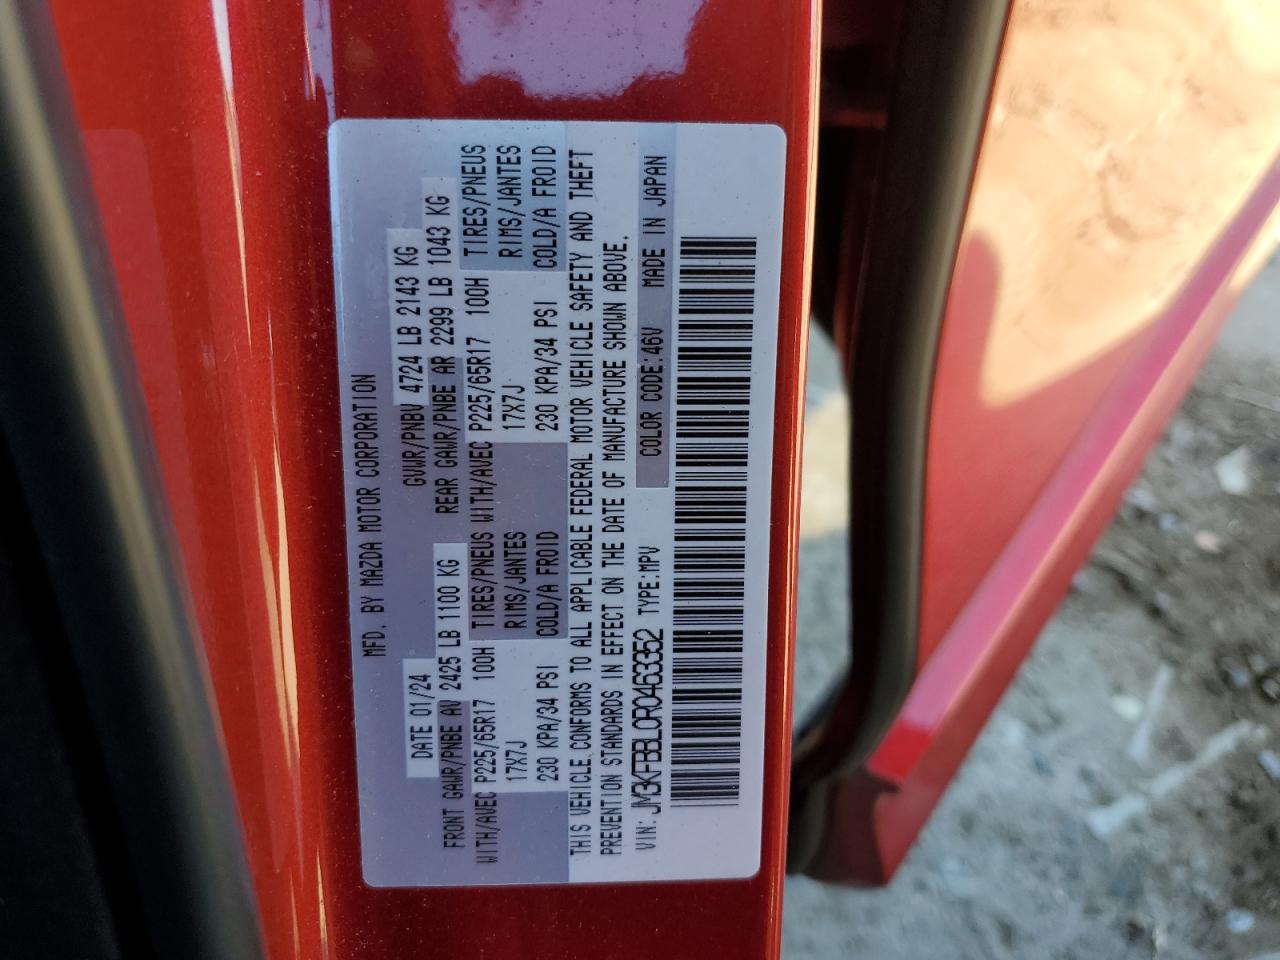 MFD. BY MAZDA MOTOR CORPORATION
DATE 01/24 GVWR/PNBV 4724 LB 2143 KG
FRONT GAWR/PNBE AV 2425 LB 1100 KG REAR GAWR/PNBE AR 2299 LB 1043 KG
WITH/AVEC P225/65R17 100H TIRES/PNEUS WITH/AVEC P225/65R17 100H TIRES/PNEUS
17X7J RIMS/JANTES 17X7J RIMS/JANTES
230 KPA/34 PSI COLD/A FROID 230 KPA/34 PSI COLD/A FROID
THIS VEHICLE CONFORMS TO ALL APPLICABLE FEDERAL MOTOR VEHICLE SAFETY AND THEFT
PREVENTION STANDARDS IN EFFECT ON THE DATE OF MANUFACTURE SHOWN ABOVE.
VIN: JM3KFBBL0R0463352 TYPE:MPV COLOR CODE:46V MADE IN JAPAN